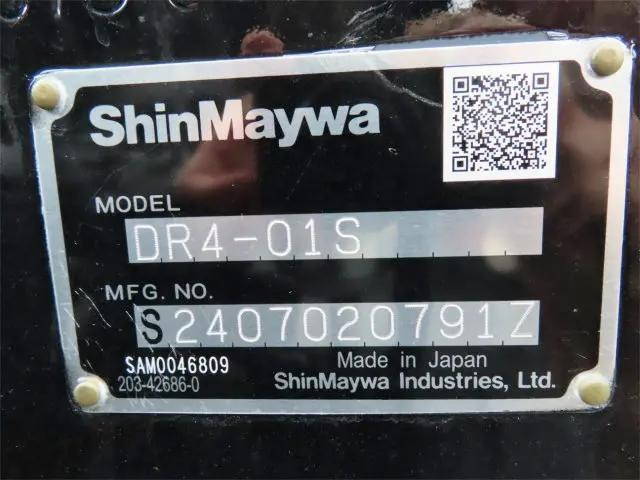 ShinMaywa
MODEL
DR4-01S
MFG. NO.
S2407020791Z
SAM0046809
Made in Japan
203-42686-0
ShinMaywa Industries, Ltd.